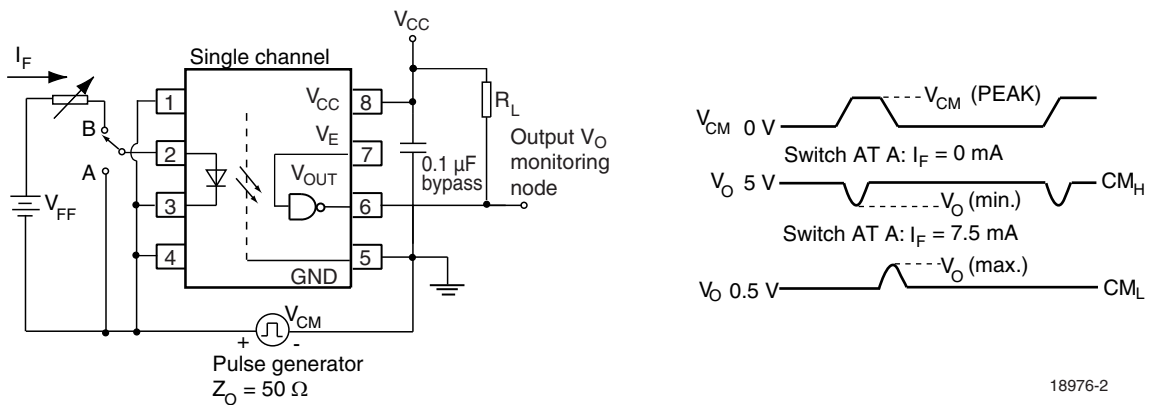 V_CC
Single channel
I_F
B
A
V_FF
1
2
3
4
V_CC
V_E
V_OUT
GND
8
7
6
5
R_L
0.1 µF
bypass
Output V_O
monitoring
node
V_CM
+ -
Pulse generator
Z_O = 50 Ω
V_CM 0 V
V_CM (PEAK)
Switch AT A: I_F = 0 mA
V_O 5 V
CM_H
V_O (min.)
Switch AT A: I_F = 7.5 mA
V_O (max.)
V_O 0.5 V
CM_L
18976-2